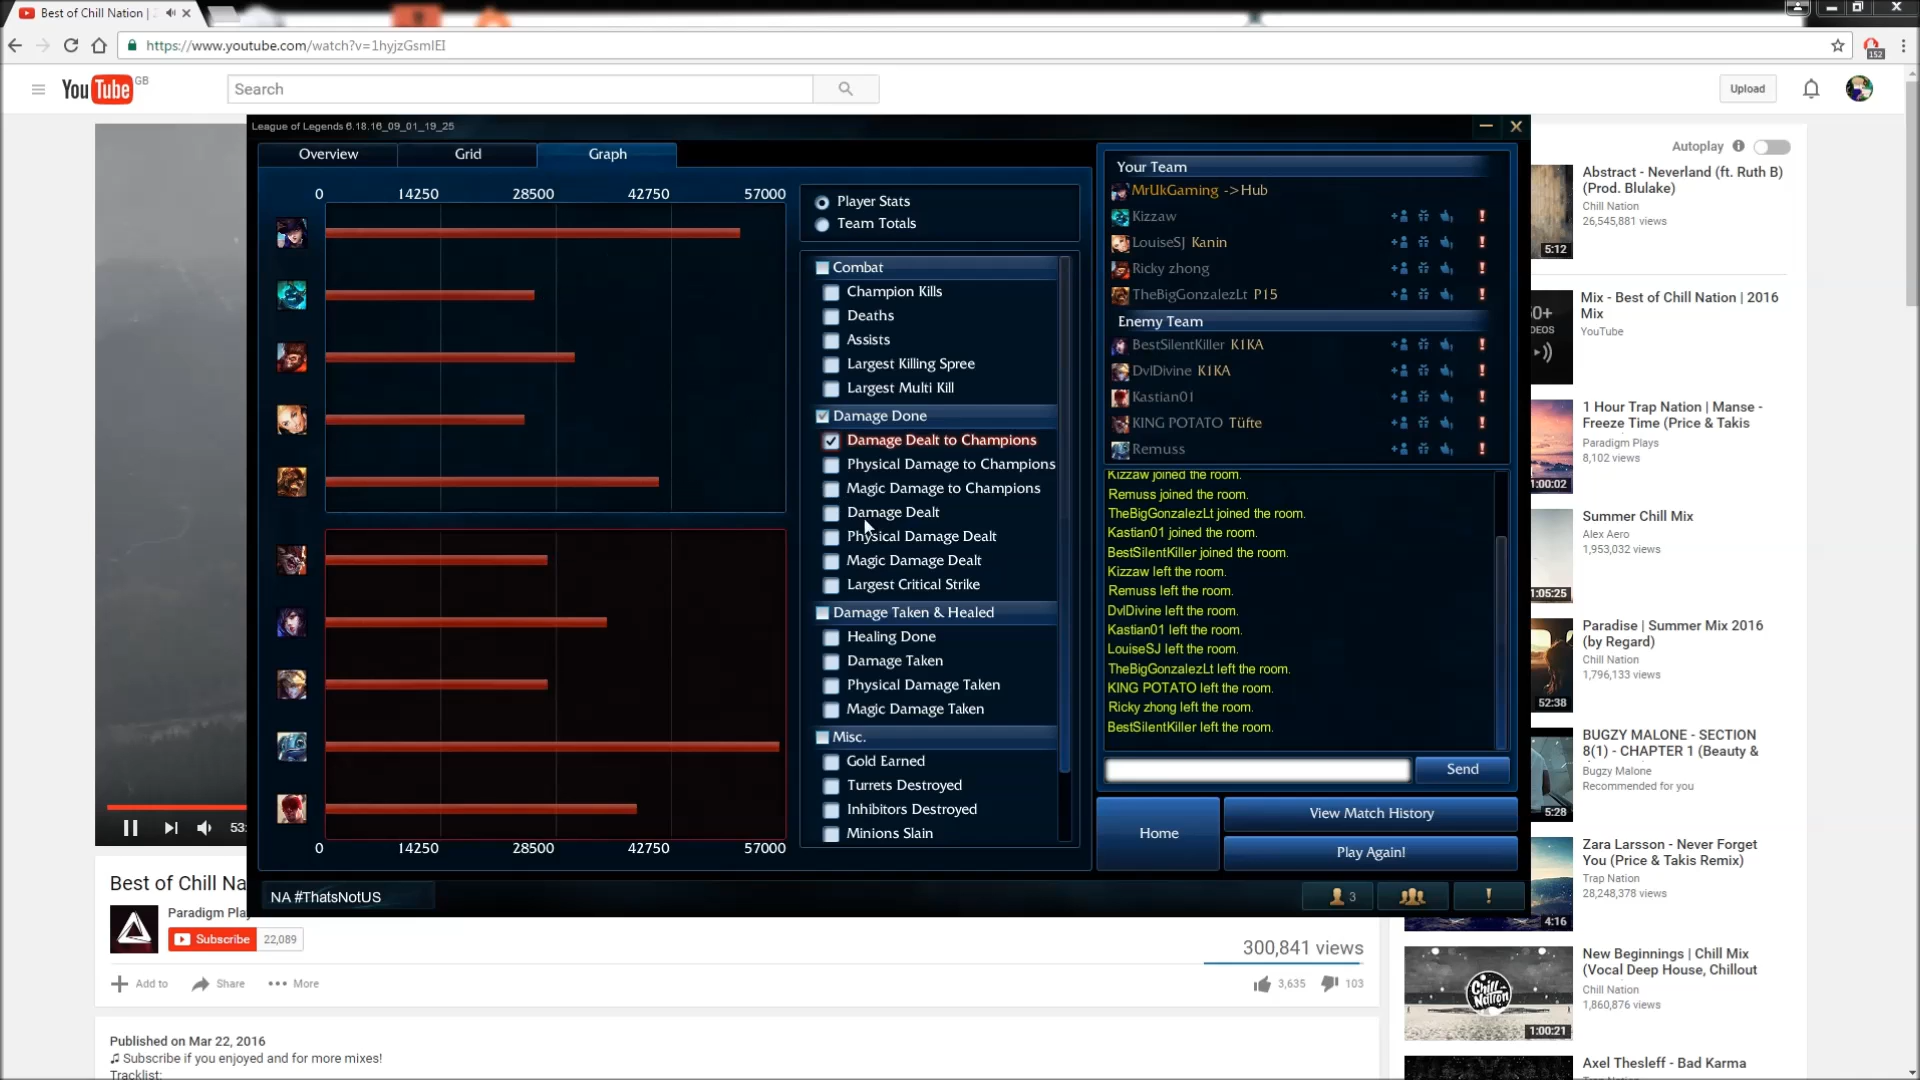 Best of Chill Nation |
https://www.youtube.com/watch?v=1hyjzGsmlEI
152
YouTube GB
Search
Upload
League of Legends 6.18.16_09_01_19_25
Overview
Grid
Graph
0 14250 28500 42750 57000
0 14250 28500 42750 57000
Player Stats
Team Totals
Combat
Champion Kills
Deaths
Assists
Largest Killing Spree
Largest Multi Kill
Damage Done
Damage Dealt to Champions
Physical Damage to Champions
Magic Damage to Champions
Damage Dealt
Physical Damage Dealt
Magic Damage Dealt
Largest Critical Strike
Damage Taken & Healed
Healing Done
Damage Taken
Physical Damage Taken
Magic Damage Taken
Misc.
Gold Earned
Turrets Destroyed
Inhibitors Destroyed
Minions Slain
Your Team
MrUkGaming ->Hub
Kizzaw
LouiseSJ Kanin
Ricky zhong
TheBigGonzalezLt P15
Enemy Team
BestSilentKiller K1KA
DvlDivine K1KA
Kastian01
KING POTATO Tüfte
Remuss
Kizzaw joined the room.
Remuss joined the room.
TheBigGonzalezLt joined the room.
Kastian01 joined the room.
BestSilentKiller joined the room.
Kizzaw left the room.
Remuss left the room.
DvlDivine left the room.
Kastian01 left the room.
LouiseSJ left the room.
TheBigGonzalezLt left the room.
KING POTATO left the room.
Ricky zhong left the room.
BestSilentKiller left the room.
Send
Home
View Match History
Play Again!
NA #ThatsNotUS
3
53:
Best of Chill Na
Paradigm Play
Subscribe 22,089
300,841 views
Add to
Share
More
3,635
103
Published on Mar 22, 2016
♫ Subscribe if you enjoyed and for more mixes!
Tracklist:
Autoplay
Abstract - Neverland (ft. Ruth B)
(Prod. Blulake)
Chill Nation
26,545,881 views
5:12
Mix - Best of Chill Nation | 2016
Mix
YouTube
0+
DEOS
1 Hour Trap Nation | Manse -
Freeze Time (Price & Takis
Paradigm Plays
8,102 views
1:00:02
Summer Chill Mix
Alex Aero
1,953,032 views
1:05:25
Paradise | Summer Mix 2016
(by Regard)
Chill Nation
1,796,133 views
52:38
BUGZY MALONE - SECTION
8(1) - CHAPTER 1 (Beauty &
Bugzy Malone
Recommended for you
5:28
Zara Larsson - Never Forget
You (Price & Takis Remix)
Trap Nation
28,248,378 views
4:16
New Beginnings | Chill Mix
(Vocal Deep House, Chillout
Chill Nation
1,860,876 views
Chill Nation
1:00:21
Axel Thesleff - Bad Karma